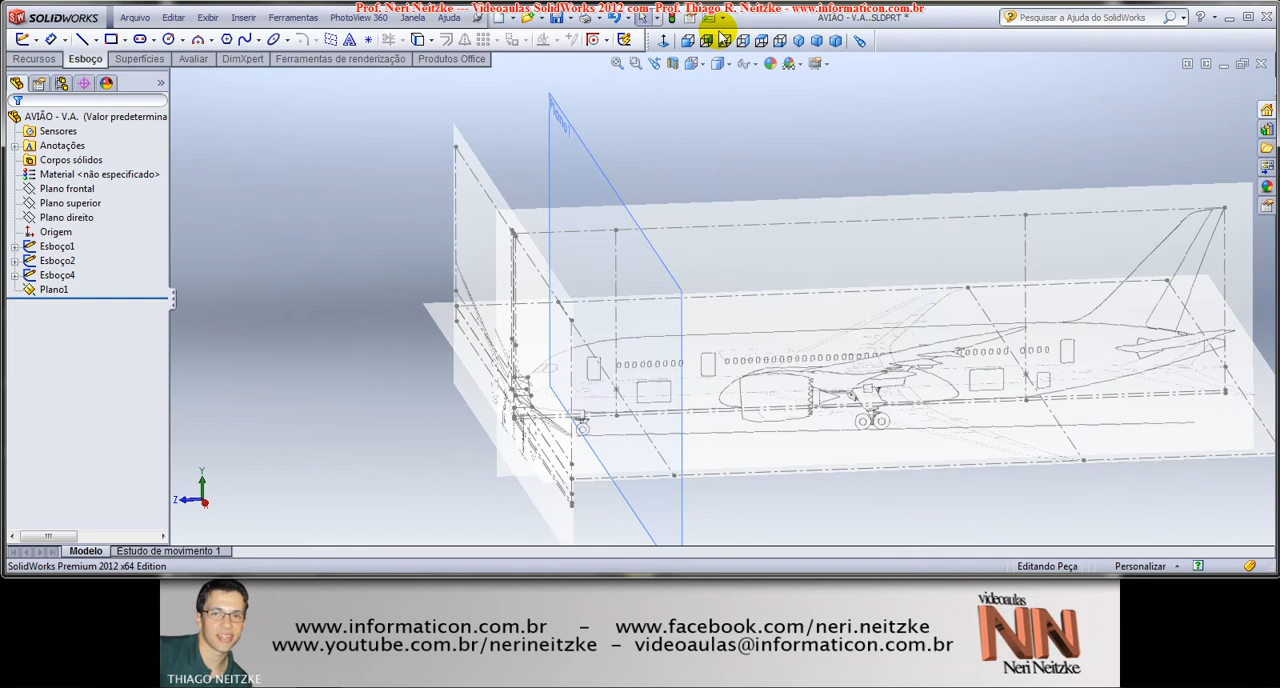 Prof. Neri Neitzke --- Videoaulas SolidWorks 2012 com Prof. Thiago R. Neitzke - www.informaticon.com.br
SOLIDWORKS
Arquivo Editar Exibir Inserir Ferramentas PhotoView 360 Janela Ajuda
AVIÃO - V.A..SLDPRT *
Pesquisar a Ajuda do SolidWorks
Recursos Esboço Superfícies Avaliar DimXpert Ferramentas de renderização Produtos Office
AVIÃO - V.A. (Valor predetermina
Sensores
Anotações
Corpos sólidos
Material <não especificado>
Plano frontal
Plano superior
Plano direito
Origem
Esboço1
Esboço2
Esboço4
Plano1
Plano1
Y
Z
Modelo Estudo de movimento 1
SolidWorks Premium 2012 x64 Edition
Editando Peça
Personalizar
www.informaticon.com.br - www.facebook.com/neri.neitzke
www.youtube.com.br/nerineitzke - videoaulas@informaticon.com.br
THIAGO NEITZKE
videoaulas
NN
Neri Neitzke